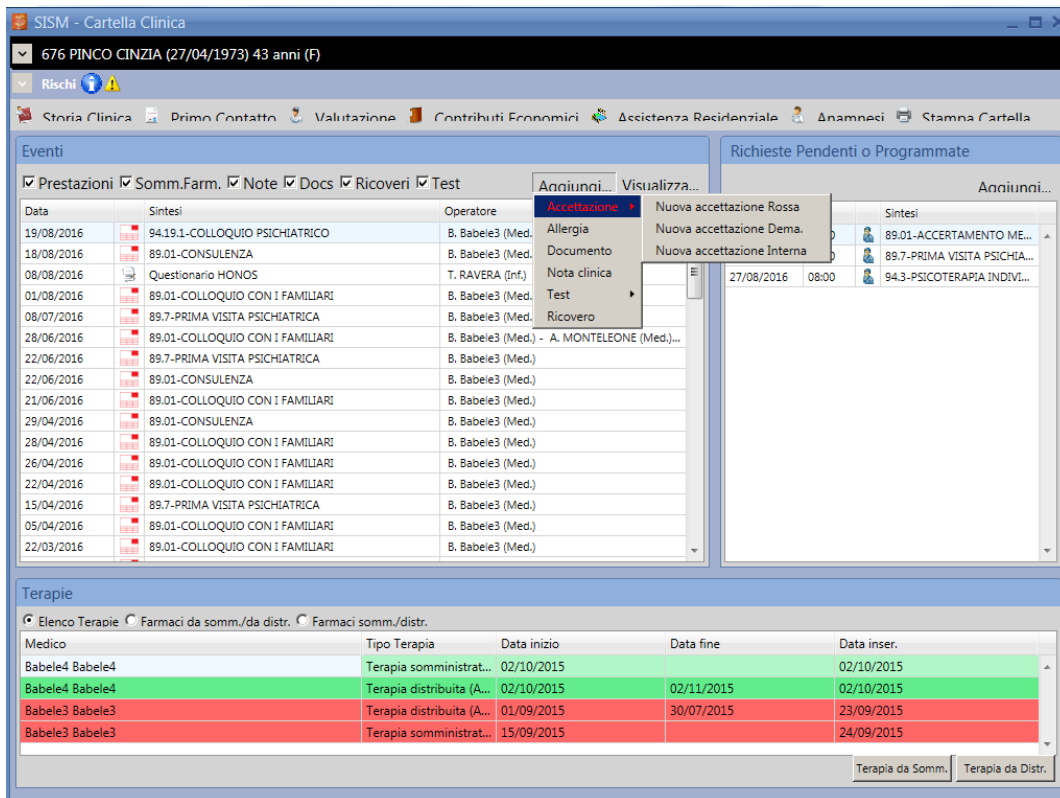 SISM - Cartella Clinica
676 PINCO CINZIA (27/04/1973) 43 anni (F)
Rischi
Storia Clinica Primo Contatto Valutazione Contributi Economici Assistenza Residenziale Anamnesi Stampa Cartella
Eventi
Prestazioni Somm.Farm. Note Docs Ricoveri Test Aggiungi... Visualizza...
Data Sintesi Operatore
19/08/2016 94.19.1-COLLOQUIO PSICHIATRICO B. Babele3 (Med.
18/08/2016 89.01-CONSULENZA B. Babele3 (Med.
08/08/2016 Questionario HONOS T. RAVERA (Inf.)
01/08/2016 89.01-COLLOQUIO CON I FAMILIARI B. Babele3 (Med.
08/07/2016 89.7-PRIMA VISITA PSICHIATRICA B. Babele3 (Med.
28/06/2016 89.01-COLLOQUIO CON I FAMILIARI B. Babele3 (Med.) - A. MONTELEONE (Med.)...
22/06/2016 89.7-PRIMA VISITA PSICHIATRICA B. Babele3 (Med.)
22/06/2016 89.01-CONSULENZA B. Babele3 (Med.)
21/06/2016 89.01-COLLOQUIO CON I FAMILIARI B. Babele3 (Med.)
29/04/2016 89.01-CONSULENZA B. Babele3 (Med.)
28/04/2016 89.01-COLLOQUIO CON I FAMILIARI B. Babele3 (Med.)
26/04/2016 89.01-COLLOQUIO CON I FAMILIARI B. Babele3 (Med.)
22/04/2016 89.01-COLLOQUIO CON I FAMILIARI B. Babele3 (Med.)
15/04/2016 89.7-PRIMA VISITA PSICHIATRICA B. Babele3 (Med.)
05/04/2016 89.01-COLLOQUIO CON I FAMILIARI B. Babele3 (Med.)
22/03/2016 89.01-COLLOQUIO CON I FAMILIARI B. Babele3 (Med.)
Accettazione
Allergia
Documento
Nota clinica
Test
Ricovero
Nuova accettazione Rossa
Nuova accettazione Dema.
Nuova accettazione Interna
Richieste Pendenti o Programmate
Aggiungi...
Sintesi
89.01-ACCERTAMENTO ME...
89.7-PRIMA VISITA PSICHIA...
27/08/2016 08:00 94.3-PSICOTERAPIA INDIVI...
Terapie
Elenco Terapie Farmaci da somm./da distr. Farmaci somm./distr.
Medico Tipo Terapia Data inizio Data fine Data inser.
Babele4 Babele4 Terapia somministrat... 02/10/2015 02/10/2015
Babele4 Babele4 Terapia distribuita (A... 02/10/2015 02/11/2015 02/10/2015
Babele3 Babele3 Terapia distribuita (A... 01/09/2015 30/07/2015 23/09/2015
Babele3 Babele3 Terapia somministrat... 15/09/2015 24/09/2015
Terapia da Somm. Terapia da Distr.